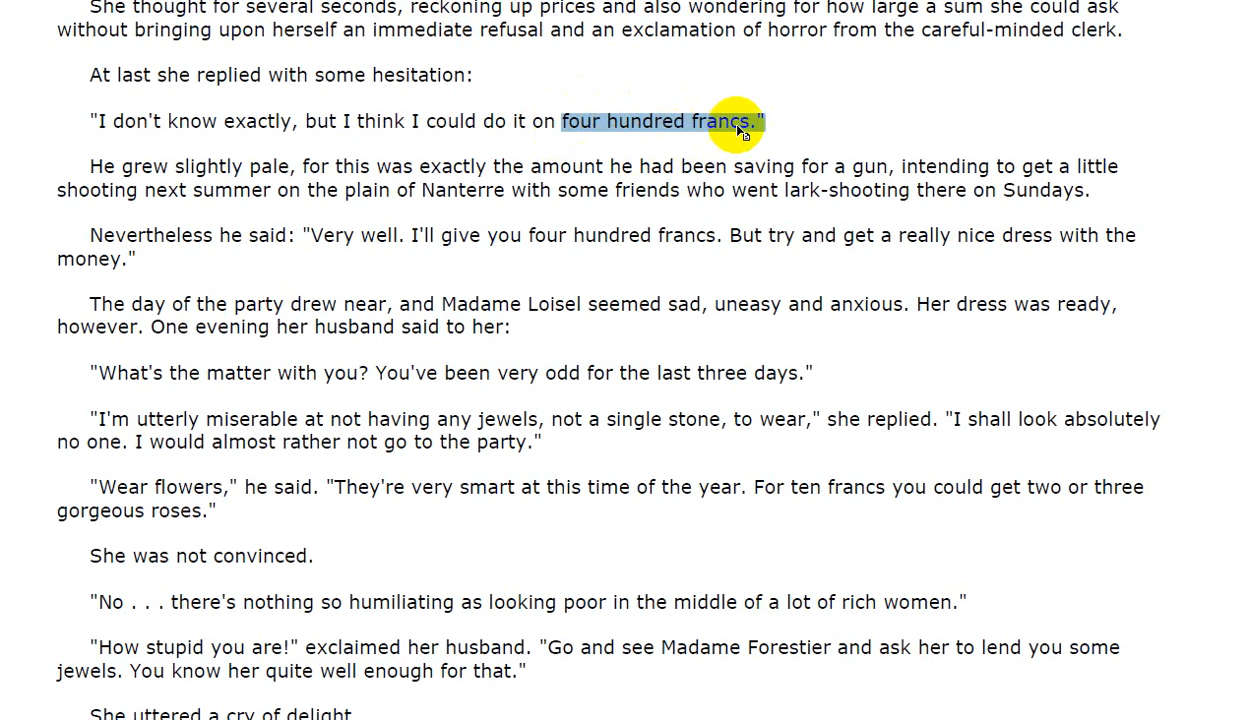 She thought for several seconds, reckoning up prices and also wondering for how large a sum she could ask
without bringing upon herself an immediate refusal and an exclamation of horror from the careful-minded clerk.
At last she replied with some hesitation:
"I don't know exactly, but I think I could do it on four hundred francs."
He grew slightly pale, for this was exactly the amount he had been saving for a gun, intending to get a little
shooting next summer on the plain of Nanterre with some friends who went lark-shooting there on Sundays.
Nevertheless he said: "Very well. I'll give you four hundred francs. But try and get a really nice dress with the
money."
The day of the party drew near, and Madame Loisel seemed sad, uneasy and anxious. Her dress was ready,
however. One evening her husband said to her:
"What's the matter with you? You've been very odd for the last three days."
"I'm utterly miserable at not having any jewels, not a single stone, to wear," she replied. "I shall look absolutely
no one. I would almost rather not go to the party."
"Wear flowers," he said. "They're very smart at this time of the year. For ten francs you could get two or three
gorgeous roses."
She was not convinced.
"No . . . there's nothing so humiliating as looking poor in the middle of a lot of rich women."
"How stupid you are!" exclaimed her husband. "Go and see Madame Forestier and ask her to lend you some
jewels. You know her quite well enough for that."
She uttered a cry of delight